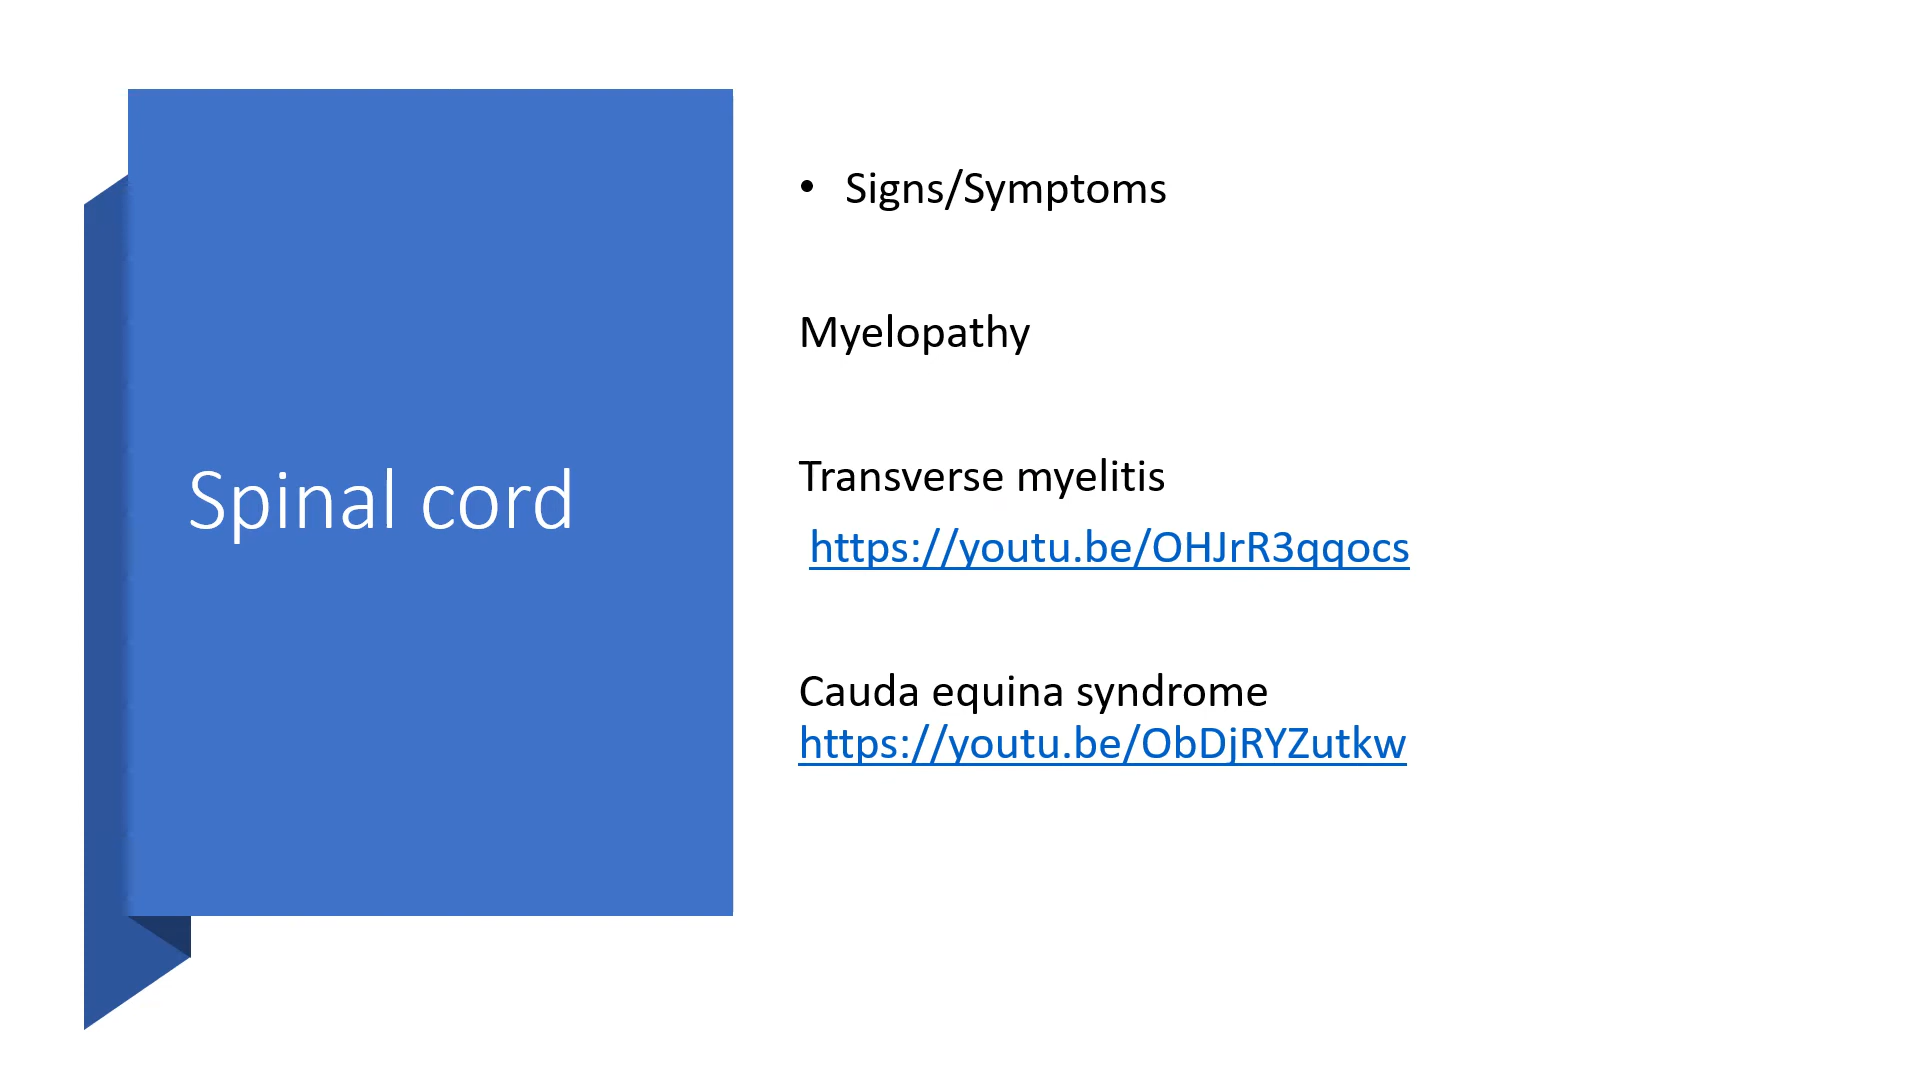 Spinal cord
• Signs/Symptoms
Myelopathy
Transverse myelitis
https://youtu.be/OHJrR3qqocs
Cauda equina syndrome
https://youtu.be/ObDjRYZutkw